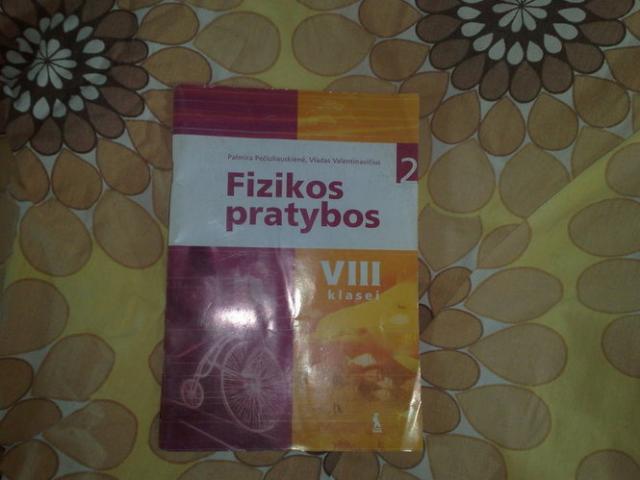 Palmira Pečiuliauskienė, Vladas Valentinavičius
2
Fizikos
pratybos
VIII
klasei